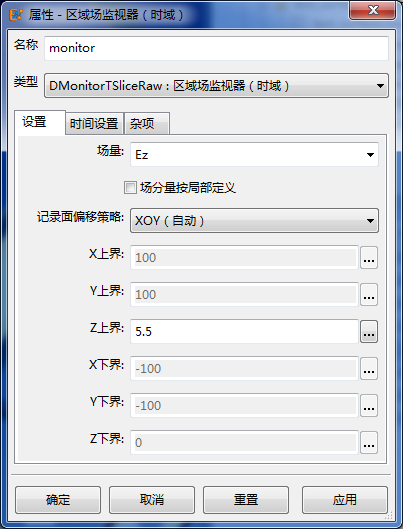 属性 - 区域场监视器（时域）
名称 monitor
类型 DMonitorTSliceRaw：区域场监视器（时域）
设置 时间设置 杂项
场量: Ez
场分量按局部定义
记录面偏移策略: XOY（自动）
X上界: 100 ...
Y上界: 100 ...
Z上界: 5.5 ...
X下界: -100 ...
Y下界: -100 ...
Z下界: 0 ...
确定 取消 重置 应用